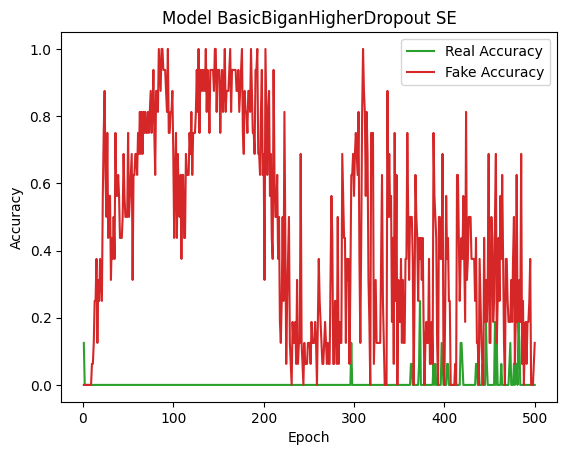 Model BasicBiganHigherDropout SE
Real Accuracy
Fake Accuracy
1.0
0.8
0.6
0.4
0.2
0.0
Accuracy
0
100
200
300
400
500
Epoch